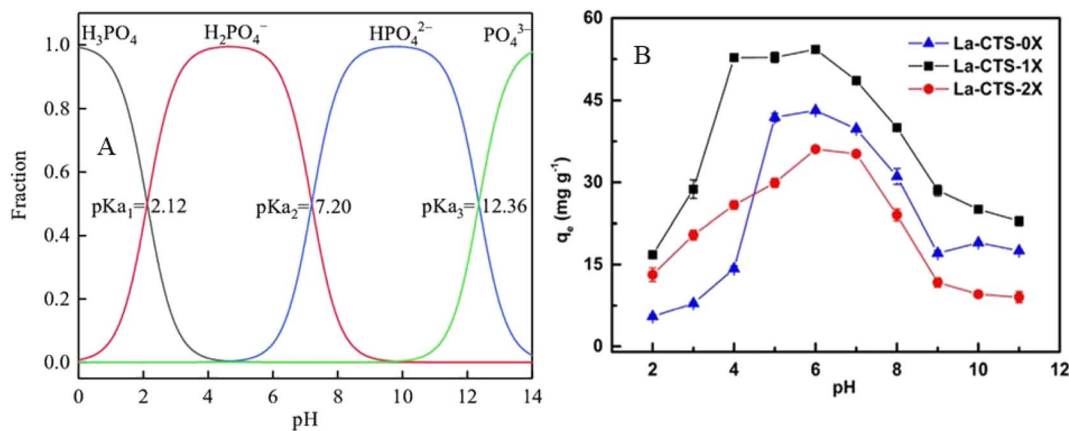 A
H₃PO₄ H₂PO₄⁻ HPO₄²⁻ PO₄³⁻
1.0
0.8
0.6
0.4
0.2
0.0
Fraction
pKa₁= 2.12 pKa₂= 7.20 pKa₃= 12.36
0 2 4 6 8 10 12 14
pH
B
La-CTS-0X
La-CTS-1X
La-CTS-2X
60
45
30
15
0
qₑ (mg g⁻¹)
2 4 6 8 10 12
pH